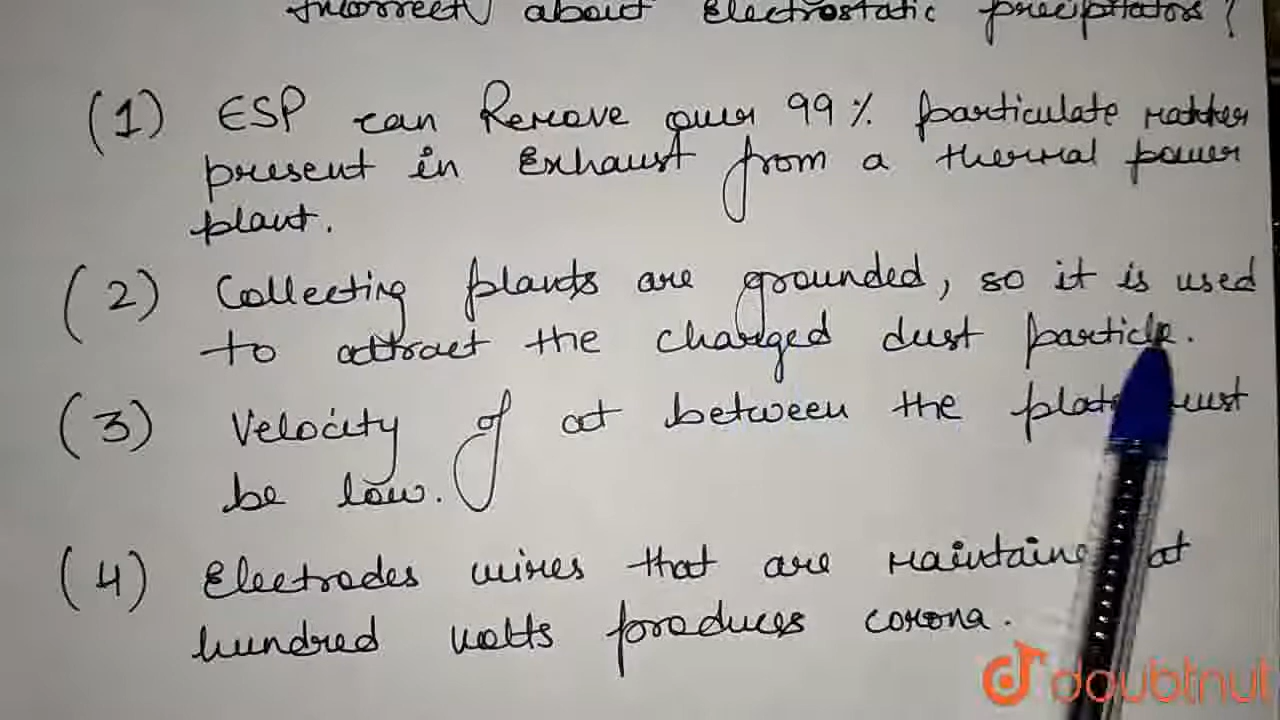 Incorrect about Electrostatic precipitators?
(1) ESP can Remove over 99% particulate matter
present in Exhaust from a thermal power
plant.
(2) Collecting plants are grounded, so it is used
to attract the charged dust particle.
(3) Velocity of at between the plate must
be low.
(4) Electrodes wires that are maintained at
hundred volts produces corona.
doubtnut